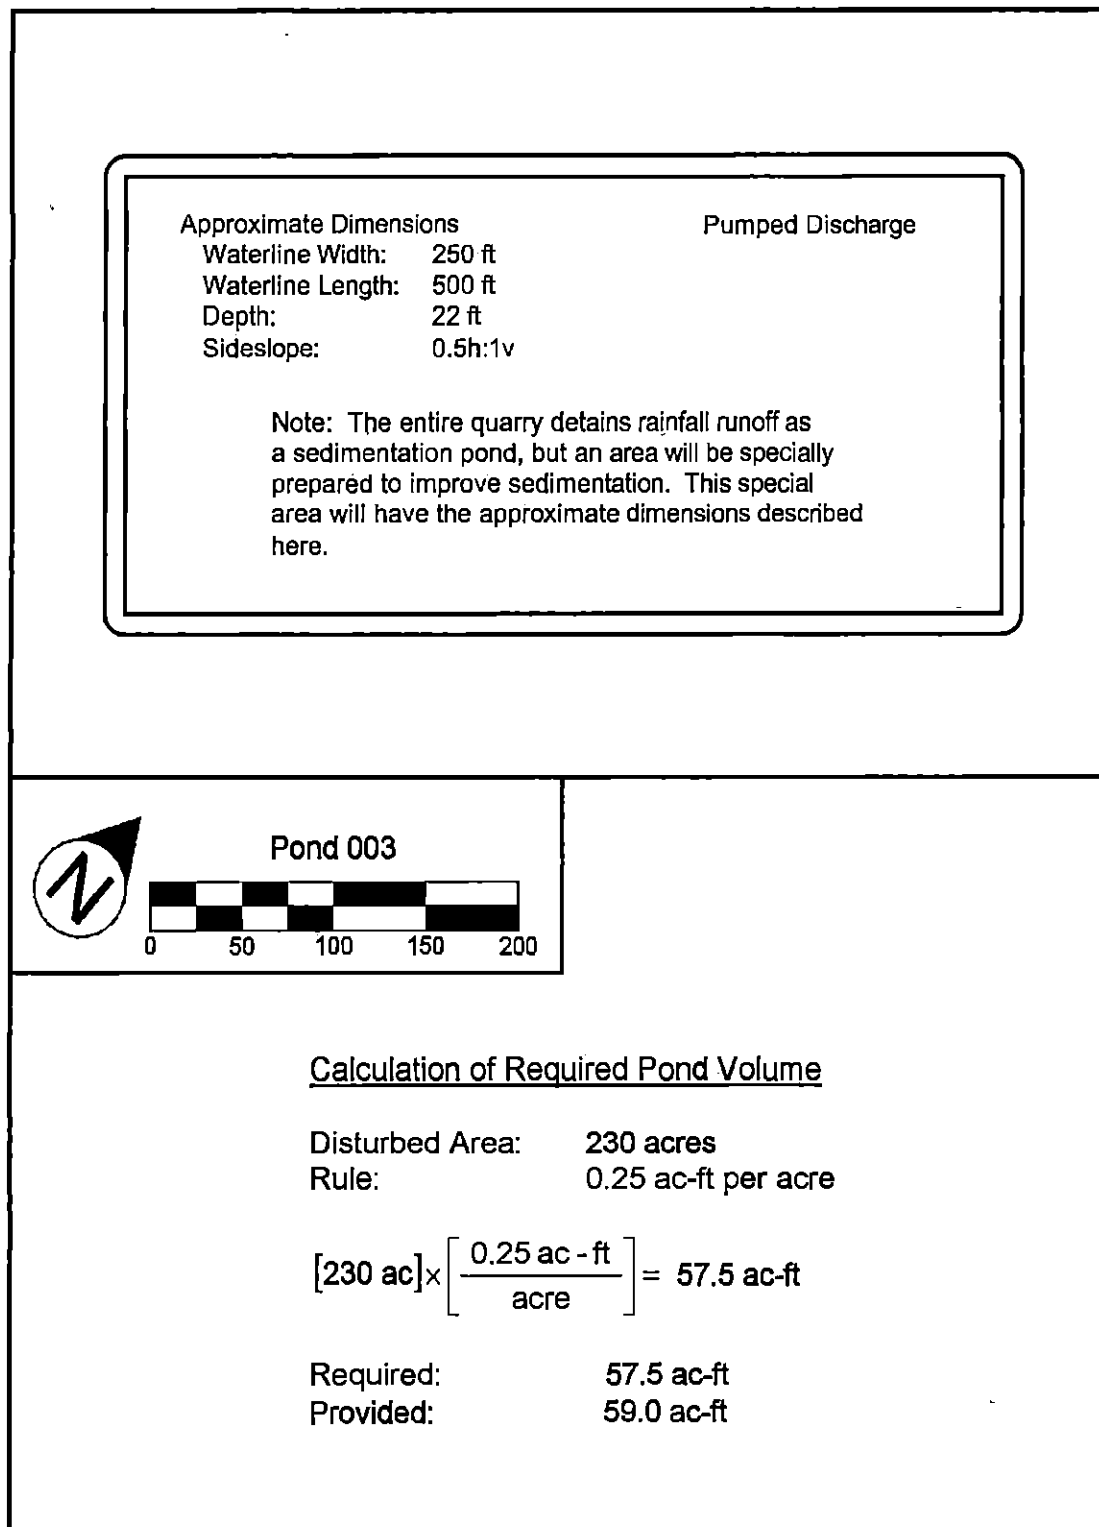 Approximate Dimensions Pumped Discharge
Waterline Width: 250 ft
Waterline Length: 500 ft
Depth: 22 ft
Sideslope: 0.5h:1v
Note: The entire quarry detains rainfall runoff as
a sedimentation pond, but an area will be specially
prepared to improve sedimentation. This special
area will have the approximate dimensions described
here.
N
Pond 003
0 50 100 150 200
Calculation of Required Pond Volume
Disturbed Area: 230 acres
Rule: 0.25 ac-ft per acre
[230 ac]×[0.25 ac-ft / acre] = 57.5 ac-ft
Required: 57.5 ac-ft
Provided: 59.0 ac-ft